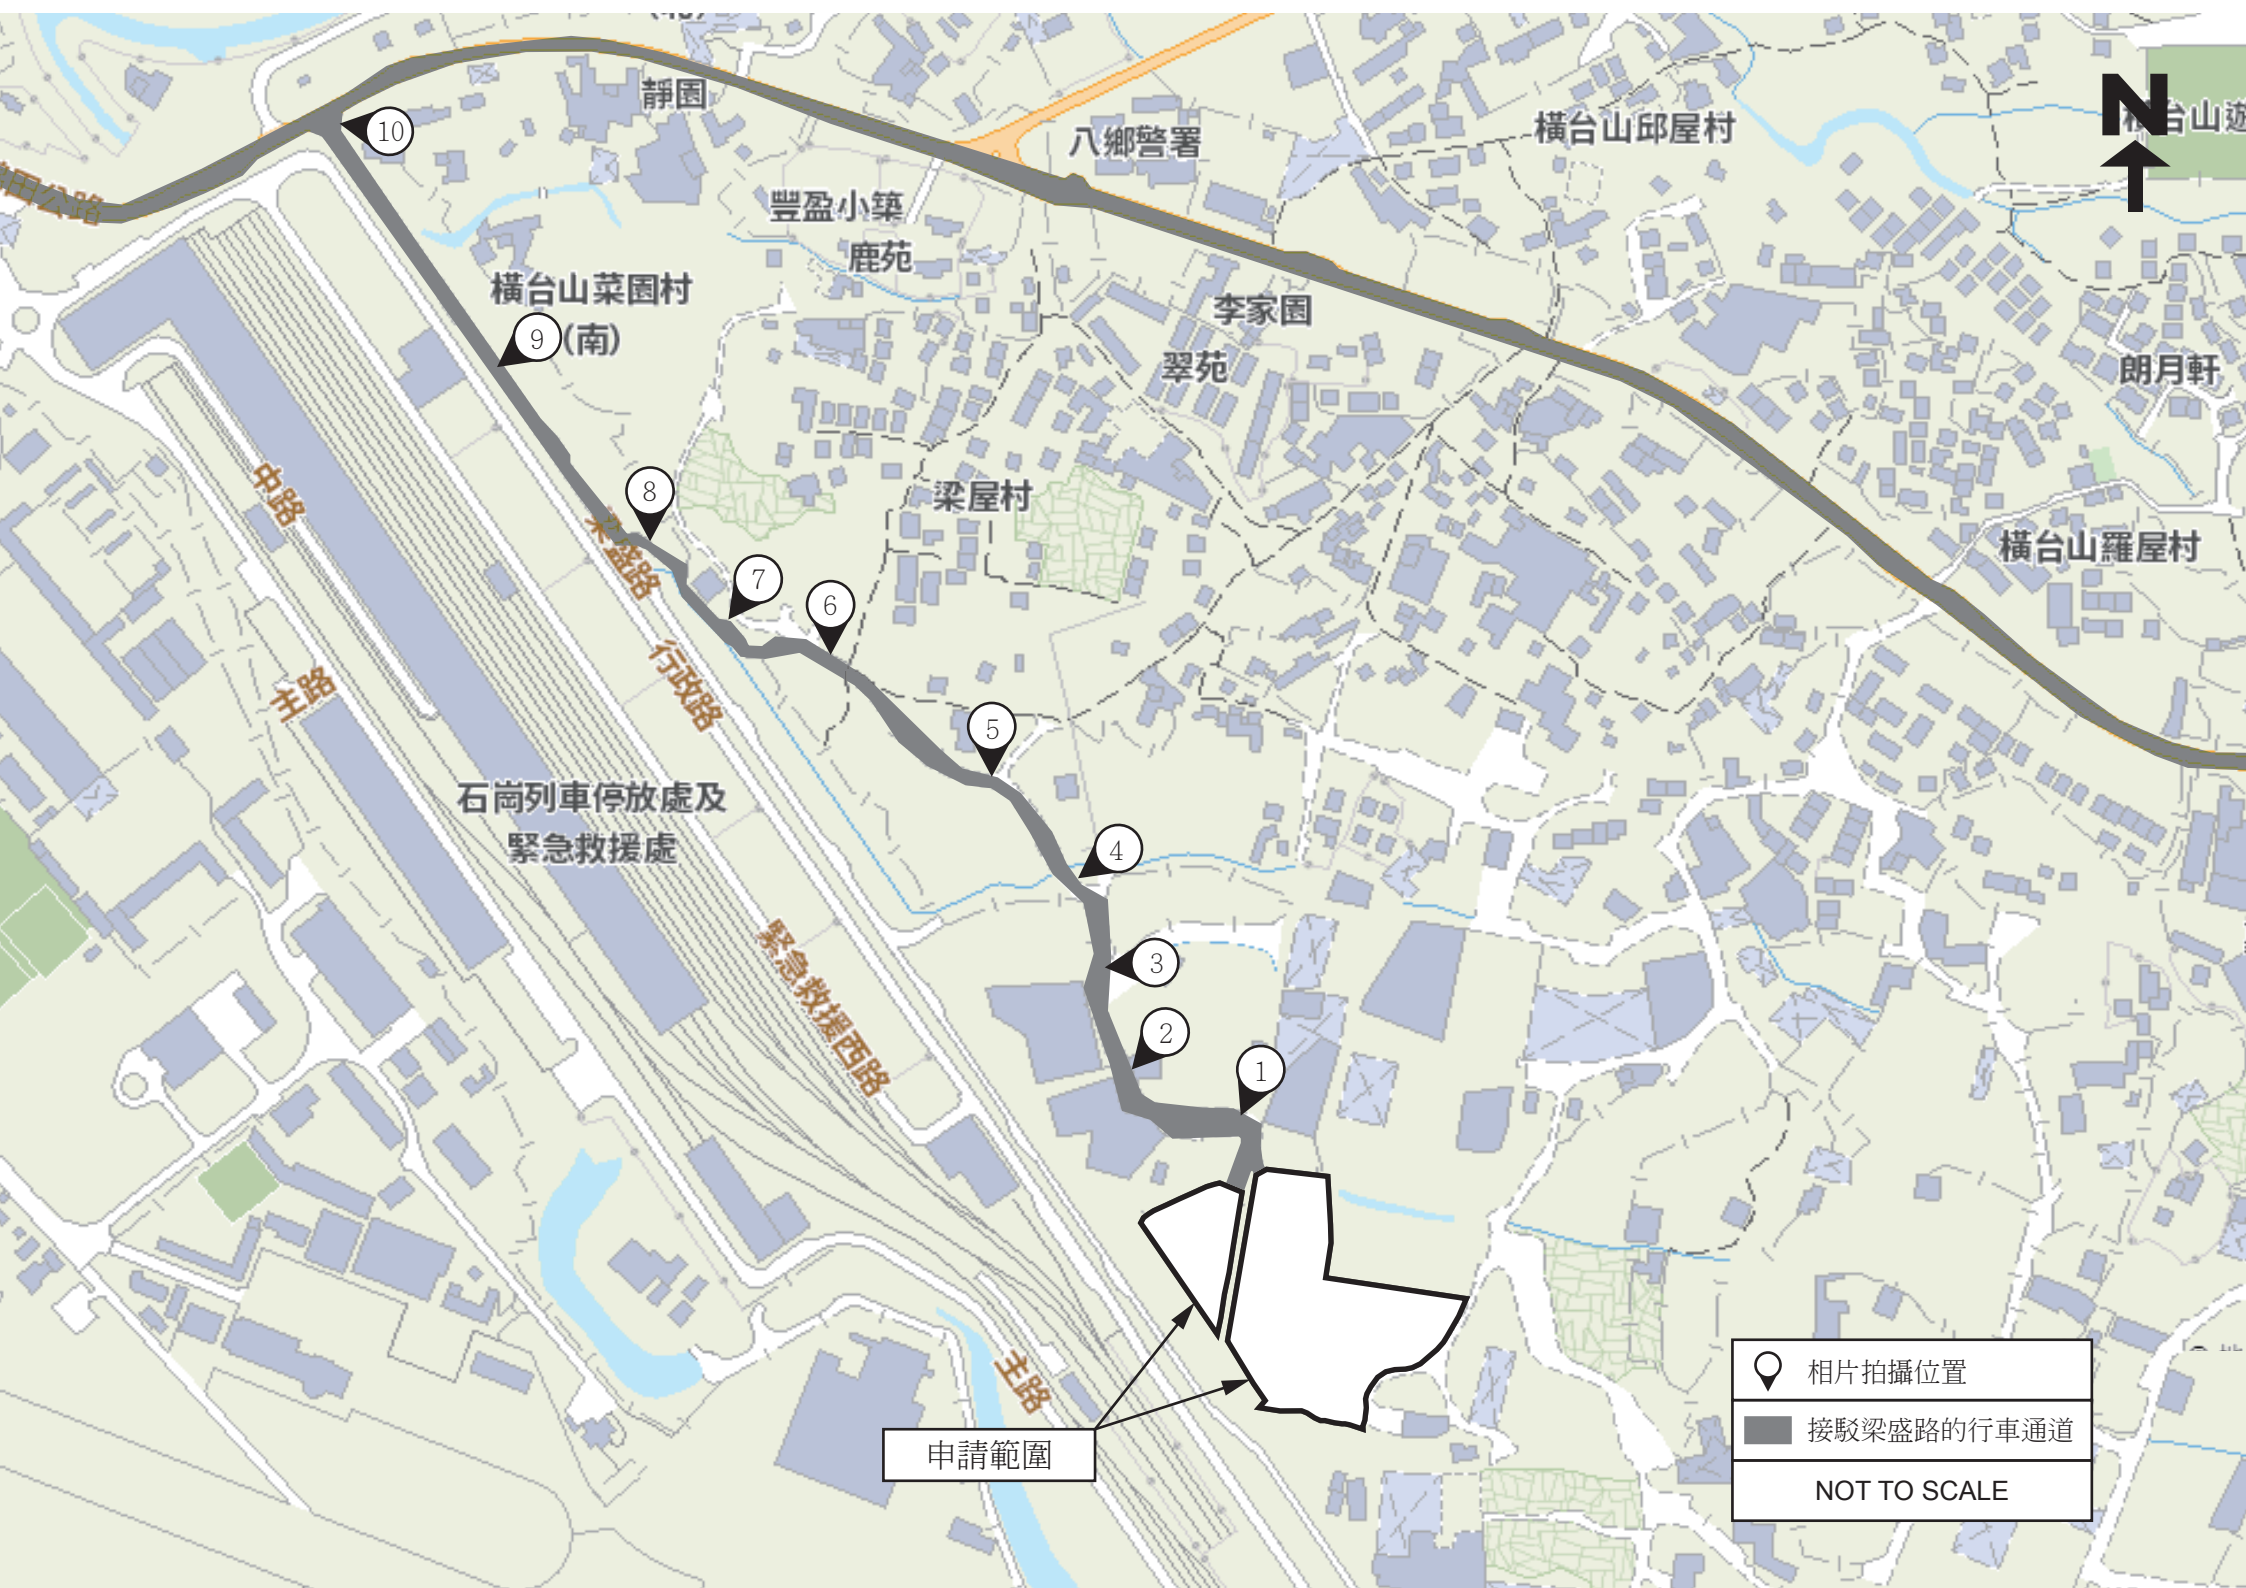 靜園
10
八鄉警署
橫台山邱屋村
N
豐盈小築
鹿苑
橫台山菜園村
(南)
9
李家園
翠苑
朗月軒
中路
8
梁屋村
梁盛路
橫台山羅屋村
7
6
行政路
主路
5
石崗列車停放處及
緊急救援處
4
緊急救援西路
3
2
1
主路
申請範圍
相片拍攝位置
接駁梁盛路的行車通道
NOT TO SCALE